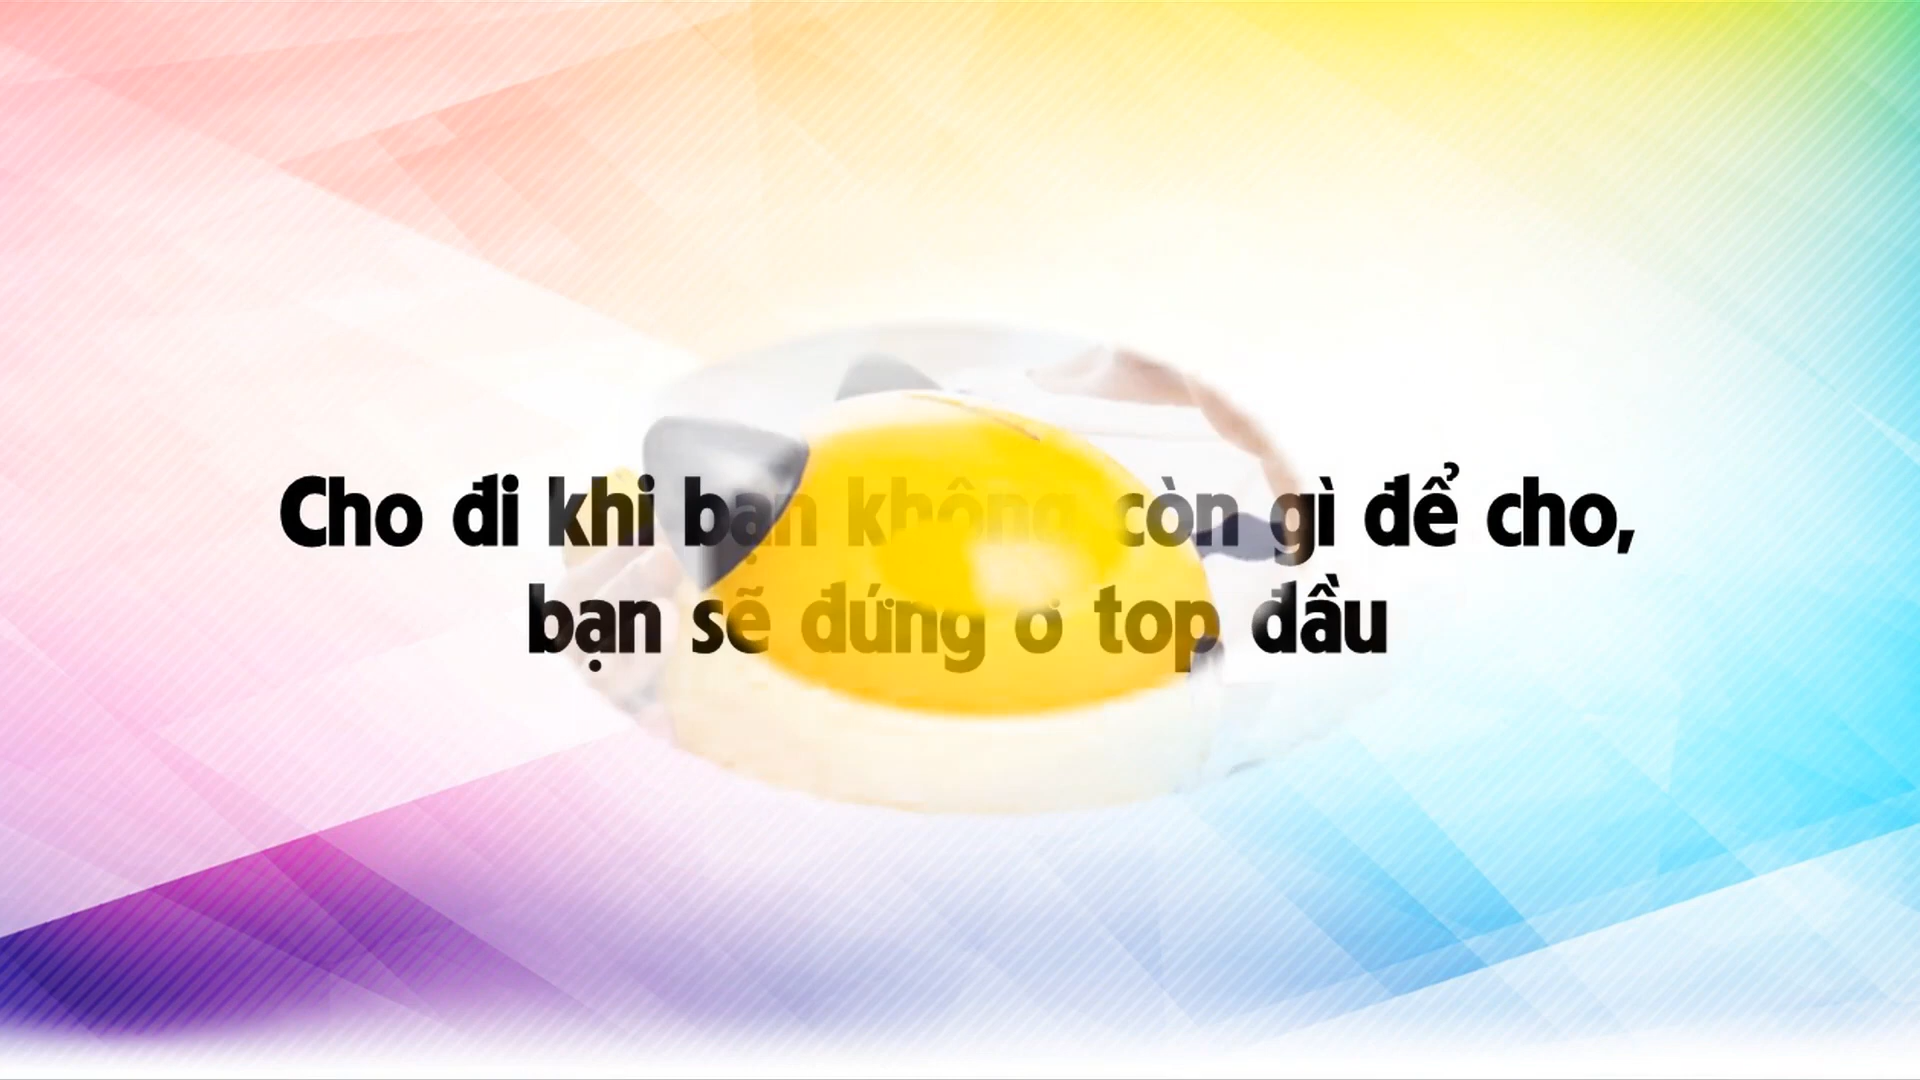 Cho đi khi bạn không còn gì để cho,
bạn sẽ đứng ở top đầu